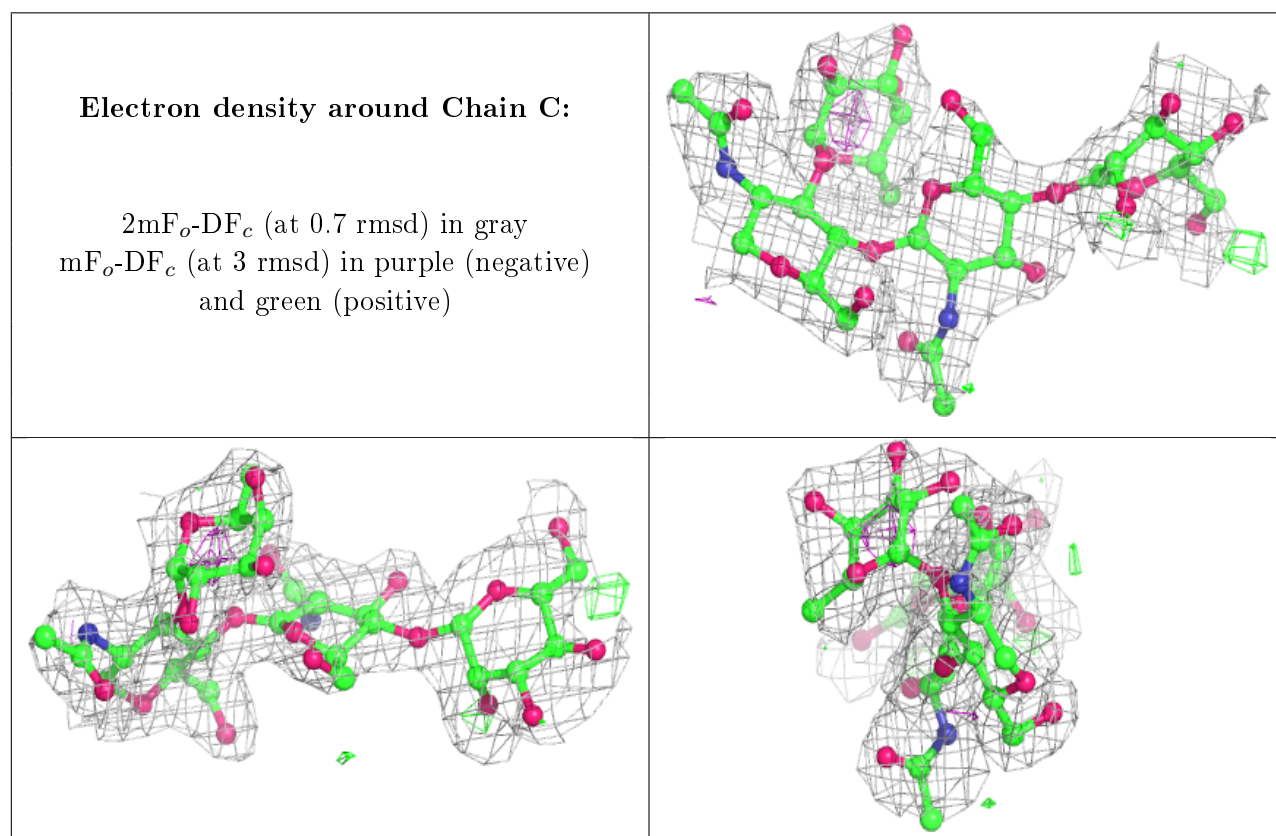 Electron density around Chain C:
2mFo-DFc (at 0.7 rmsd) in gray
mFo-DFc (at 3 rmsd) in purple (negative)
and green (positive)